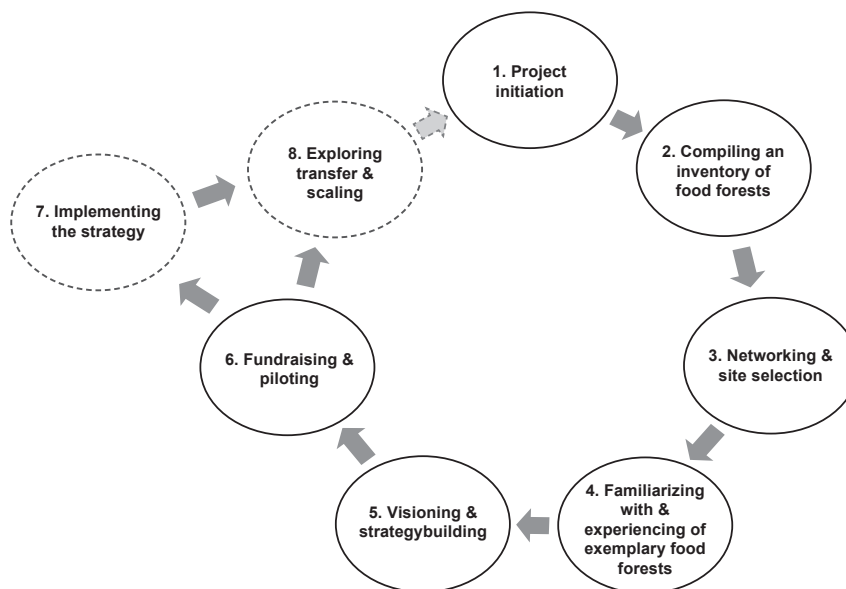 1. Project
initiation
2. Compiling an
inventory of
food forests
3. Networking &
site selection
4. Familiarizing
with &
experiencing of
exemplary food
forests
5. Visioning &
strategybuilding
6. Fundraising &
piloting
7. Implementing
the strategy
8. Exploring
transfer &
scaling